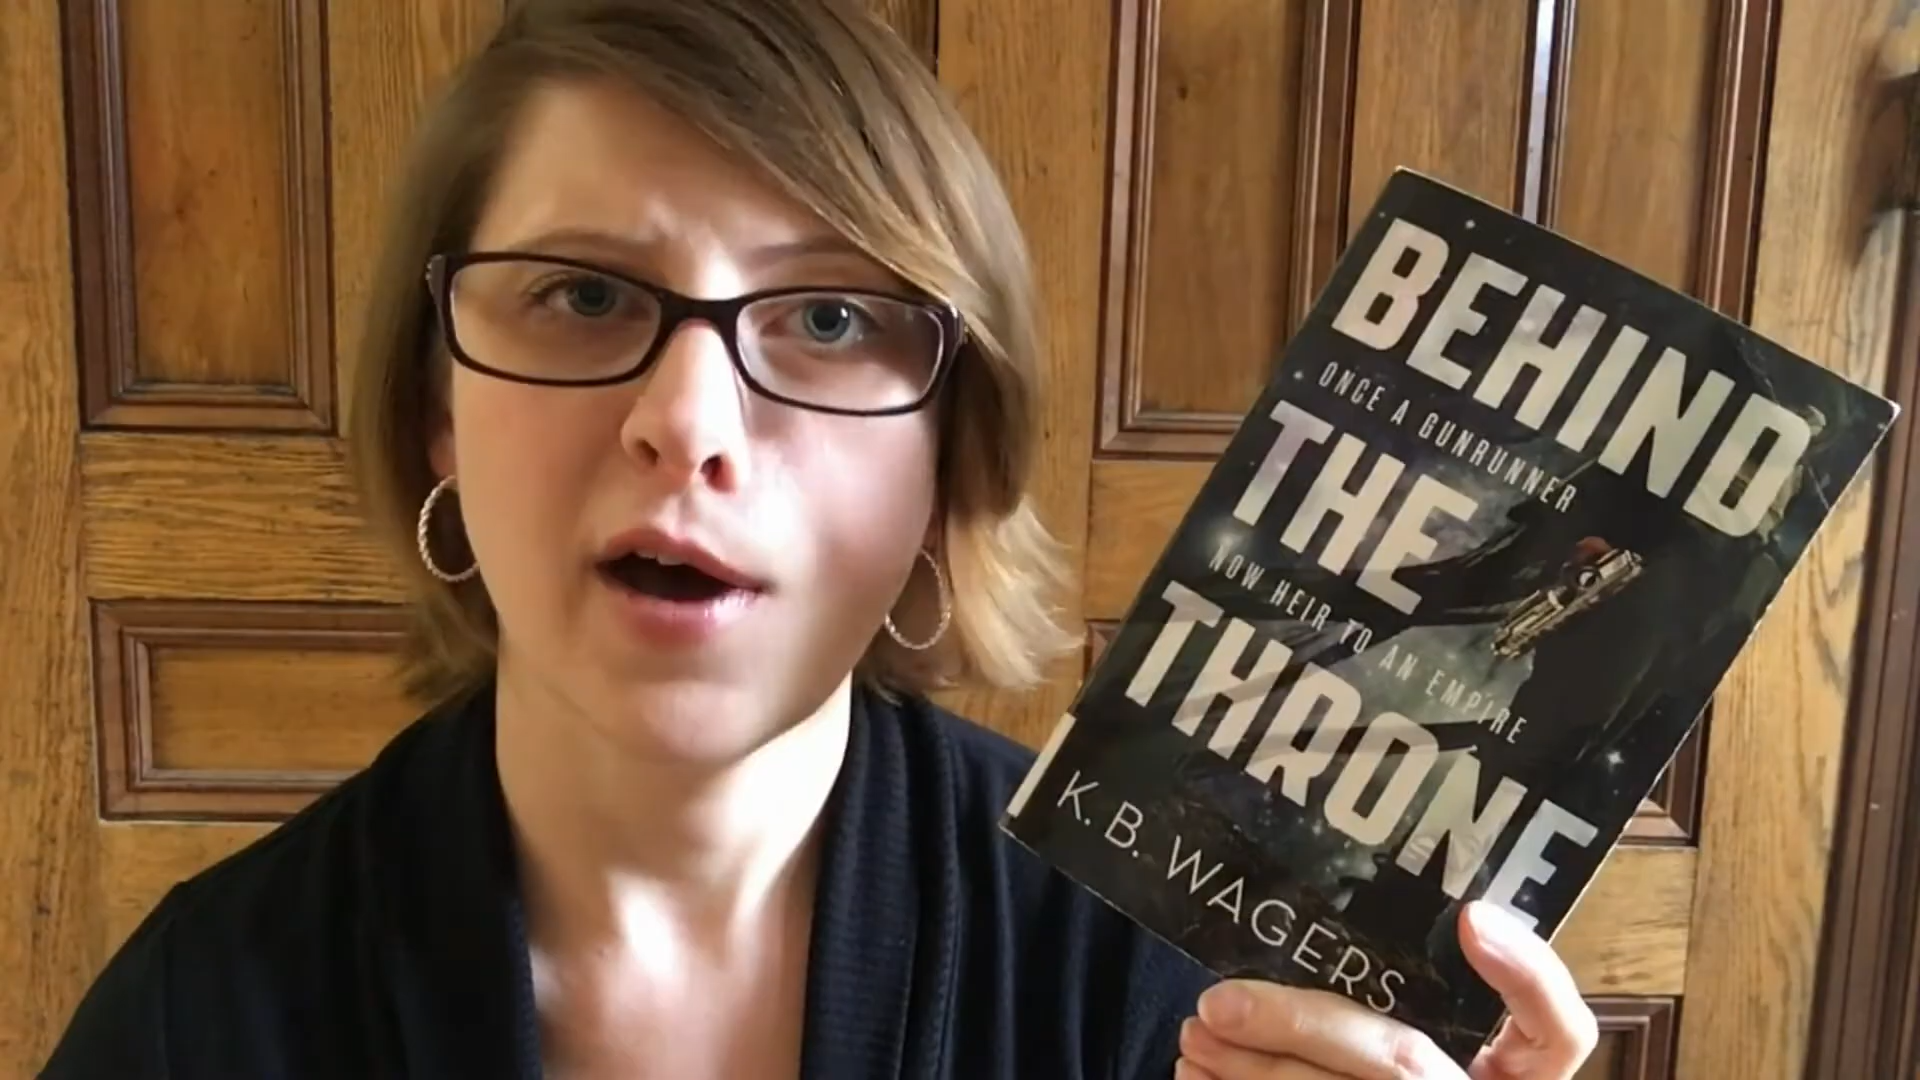 BEHIND
ONCE A GUNRUNNER
THE
NOW HEIR TO AN EMPIRE
THRONE
K. B. WAGERS